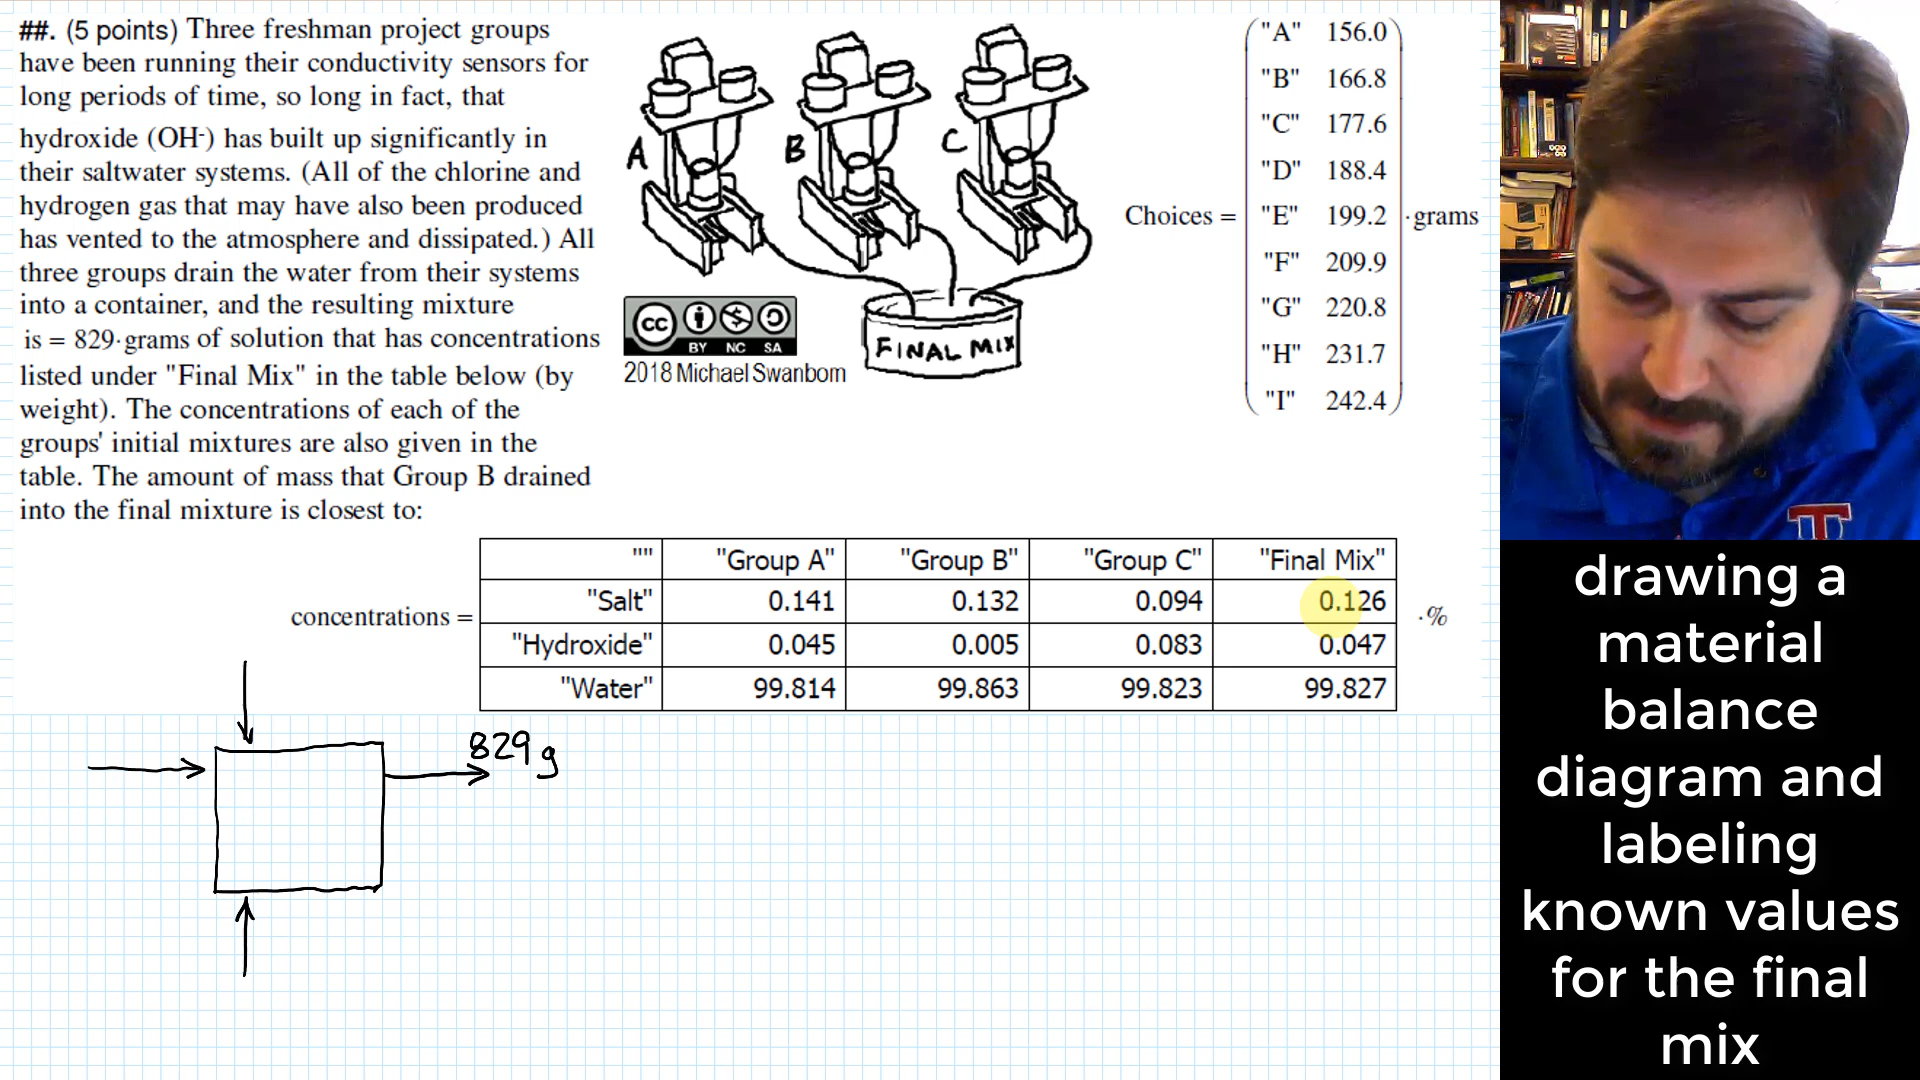 ##. (5 points) Three freshman project groups
have been running their conductivity sensors for
long periods of time, so long in fact, that
hydroxide (OH-) has built up significantly in
their saltwater systems. (All of the chlorine and
hydrogen gas that may have also been produced
has vented to the atmosphere and dissipated.) All
three groups drain the water from their systems
into a container, and the resulting mixture
is = 829·grams of solution that has concentrations
listed under "Final Mix" in the table below (by
weight). The concentrations of each of the
groups' initial mixtures are also given in the
table. The amount of mass that Group B drained
into the final mixture is closest to:
A B C
FINAL MIX
cc BY NC SA
2018 Michael Swanbom
Choices =
"A" 156.0
"B" 166.8
"C" 177.6
"D" 188.4
"E" 199.2
"F" 209.9
"G" 220.8
"H" 231.7
"I" 242.4
·grams
concentrations =
"" "Group A" "Group B" "Group C" "Final Mix"
"Salt" 0.141 0.132 0.094 0.126
"Hydroxide" 0.045 0.005 0.083 0.047
"Water" 99.814 99.863 99.823 99.827
·%
829 g
T
drawing a
material
balance
diagram and
labeling
known values
for the final
mix